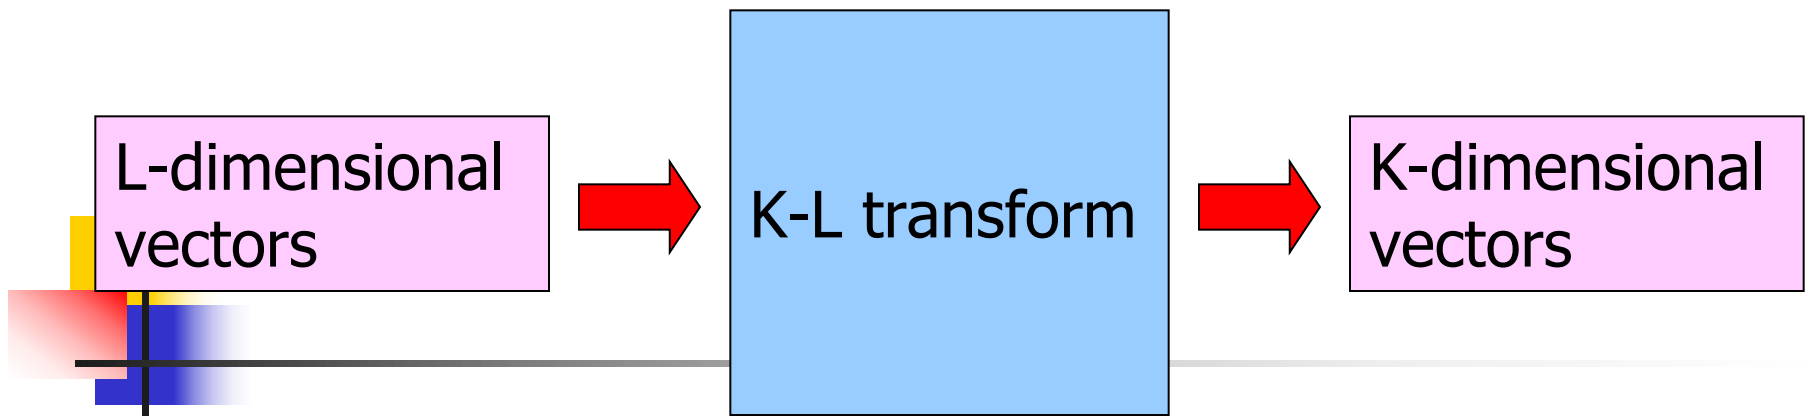 L-dimensional
vectors
K-L transform
K-dimensional
vectors